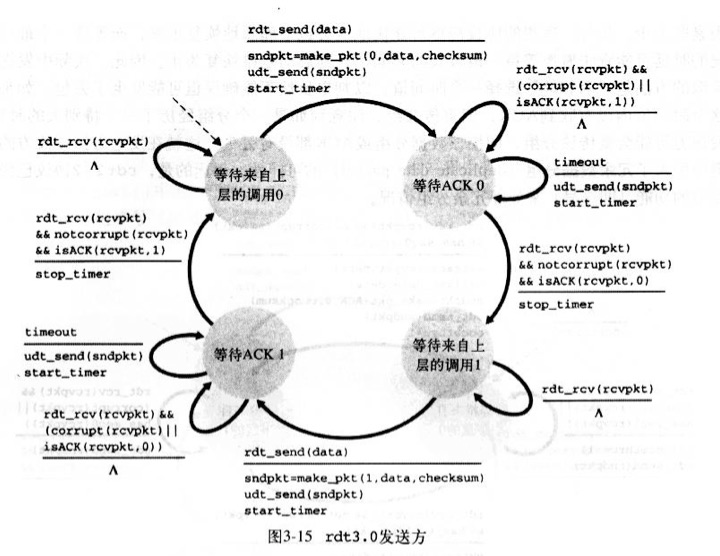 rdt_send(data)
sndpkt=make_pkt(0,data,checksum)
udt_send(sndpkt)
start_timer
rdt_rcv(rcvpkt) &&
(corrupt(rcvpkt)||
isACK(rcvpkt,1))
Λ
rdt_rcv(rcvpkt)
Λ
等待来自上
层的调用0
等待ACK 0
timeout
udt_send(sndpkt)
start_timer
rdt_rcv(rcvpkt)
&& notcorrupt(rcvpkt)
&& isACK(rcvpkt,1)
stop_timer
rdt_rcv(rcvpkt)
&& notcorrupt(rcvpkt)
&& isACK(rcvpkt,0)
stop_timer
timeout
udt_send(sndpkt)
start_timer
等待ACK 1
等待来自上
层的调用1
rdt_rcv(rcvpkt)
Λ
rdt_rcv(rcvpkt) &&
(corrupt(rcvpkt)||
isACK(rcvpkt,0))
Λ
rdt_send(data)
sndpkt=make_pkt(1,data,checksum)
udt_send(sndpkt)
start_timer
图3-15 rdt3.0发送方